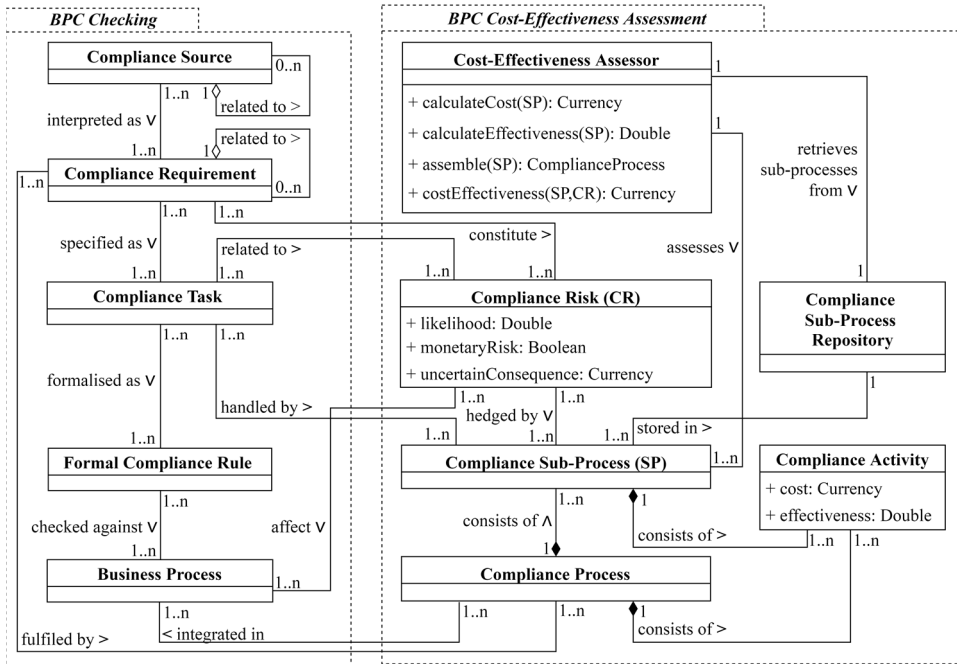 BPC Checking
BPC Cost-Effectiveness Assessment
Compliance Source
0..n
1..n
1
related to >
interpreted as V
related to >
1..n
1
1..n
Compliance Requirement
0..n
1..n
1..n
specified as V
related to >
constitute >
1..n
1..n
1..n
1..n
Compliance Task
1..n
1..n
formalised as V
handled by >
1..n
Formal Compliance Rule
1..n
checked against V
affect V
1..n
Business Process
1..n
1..n
< integrated in
fulfiled by >
Cost-Effectiveness Assessor
+ calculateCost(SP): Currency
+ calculateEffectiveness(SP): Double
+ assemble(SP): ComplianceProcess
+ costEffectiveness(SP,CR): Currency
1
1
retrieves
sub-processes
from V
assesses V
1
Compliance Risk (CR)
+ likelihood: Double
+ monetaryRisk: Boolean
+ uncertainConsequence: Currency
1..n
1..n
hedged by V
Compliance
Sub-Process
Repository
1
stored in >
1..n
1..n
1..n
Compliance Sub-Process (SP)
1..n
1..n
1
consists of Λ
consists of >
1
Compliance Activity
+ cost: Currency
+ effectiveness: Double
1..n
1..n
Compliance Process
1..n
1..n
1
consists of >